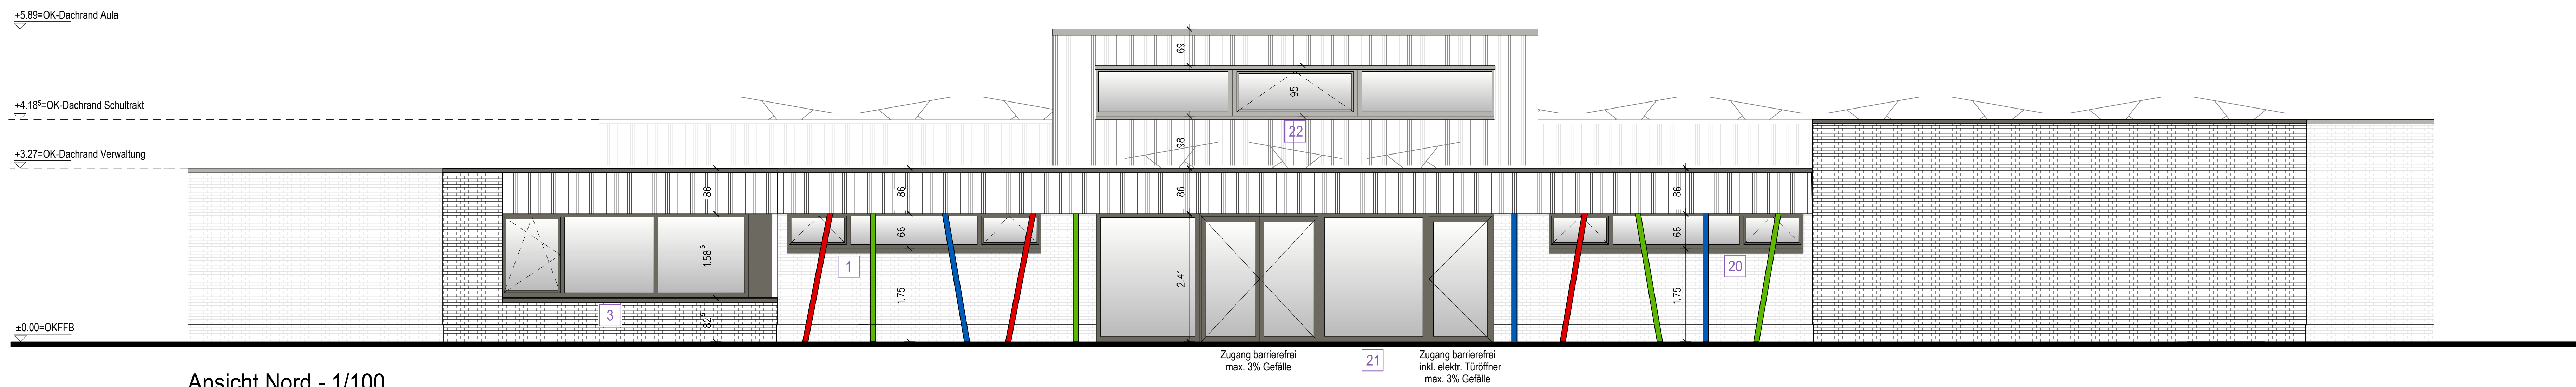 +5.89=OK-Dachrand Aula
69
95
+4.18⁵=OK-Dachrand Schultrakt
22
98
+3.27=OK-Dachrand Verwaltung
86
86
86
86
66
66
1.58⁵
1
20
2.41
1.75
1.75
3
82⁵
±0.00=OKFFB
Zugang barrierefrei
max. 3% Gefälle
21
Zugang barrierefrei
inkl. elektr. Türöffner
max. 3% Gefälle
Ansicht Nord - 1/100